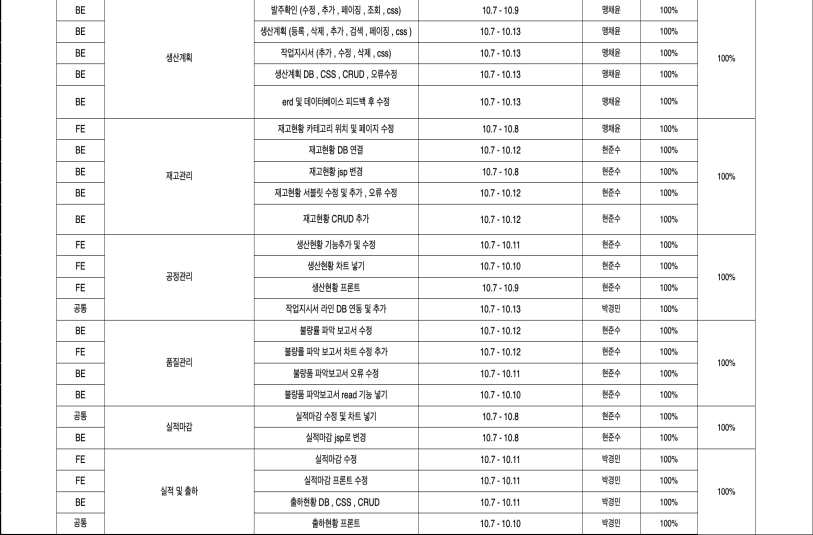 BE 발주확인 (수정 , 추가 , 페이징 , 조회 , css) 10.7 - 10.9 맹채윤 100%
BE 생산계획 (등록 , 삭제 , 추가 , 검색 , 페이징 , css ) 10.7 - 10.13 맹채윤 100%
BE 생산계획 작업지시서 (추가 , 수정 , 삭제 , css) 10.7 - 10.13 맹채윤 100% 100%
BE 생산계획 DB , CSS , CRUD , 오류수정 10.7 - 10.13 맹채윤 100%
BE erd 및 데이터베이스 피드백 후 수정 10.7 - 10.13 맹채윤 100%
FE 재고현황 카테고리 위치 및 페이지 수정 10.7 - 10.8 맹채윤 100%
BE 재고현황 DB 연결 10.7 - 10.12 현준수 100%
BE 재고관리 재고현황 jsp 변경 10.7 - 10.8 현준수 100% 100%
BE 재고현황 서블릿 수정 및 추가 , 오류 수정 10.7 - 10.12 현준수 100%
BE 재고현황 CRUD 추가 10.7 - 10.12 현준수 100%
FE 생산현황 기능추가 및 수정 10.7 - 10.11 현준수 100%
FE 공정관리 생산현황 차트 넣기 10.7 - 10.10 현준수 100% 100%
FE 생산현황 프론트 10.7 - 10.9 현준수 100%
공통 작업지시서 라인 DB 연동 및 추가 10.7 - 10.13 박경민 100%
BE 불량률 파악 보고서 수정 10.7 - 10.12 현준수 100%
FE 품질관리 불량률 파악 보고서 차트 수정 추가 10.7 - 10.12 현준수 100% 100%
BE 불량품 파악보고서 오류 수정 10.7 - 10.11 현준수 100%
BE 불량품 파악보고서 read 기능 넣기 10.7 - 10.10 현준수 100%
공통 실적마감 실적마감 수정 및 차트 넣기 10.7 - 10.8 현준수 100% 100%
BE 실적마감 jsp로 변경 10.7 - 10.8 현준수 100%
FE 실적마감 수정 10.7 - 10.11 박경민 100%
FE 실적 및 출하 실적마감 프론트 수정 10.7 - 10.11 박경민 100% 100%
BE 출하현황 DB , CSS , CRUD 10.7 - 10.11 박경민 100%
공통 출하현황 프론트 10.7 - 10.10 박경민 100%